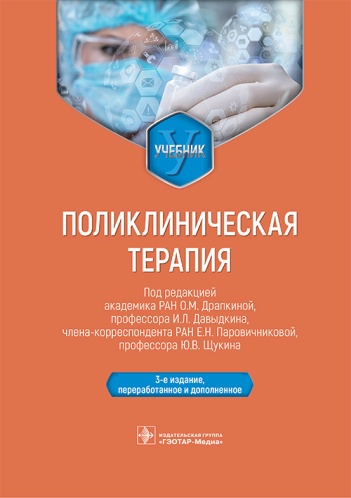 У
УЧЕБНИК
ПОЛИКЛИНИЧЕСКАЯ
ТЕРАПИЯ
Под редакцией
академика РАН О.М. Драпкиной,
профессора И.Л. Давыдкина,
члена-корреспондента РАН Е.Н. Паровичниковой,
профессора Ю.В. Щукина
3-е издание,
переработанное и дополненное
ИЗДАТЕЛЬСКАЯ ГРУППА
«ГЭОТАР-Медиа»